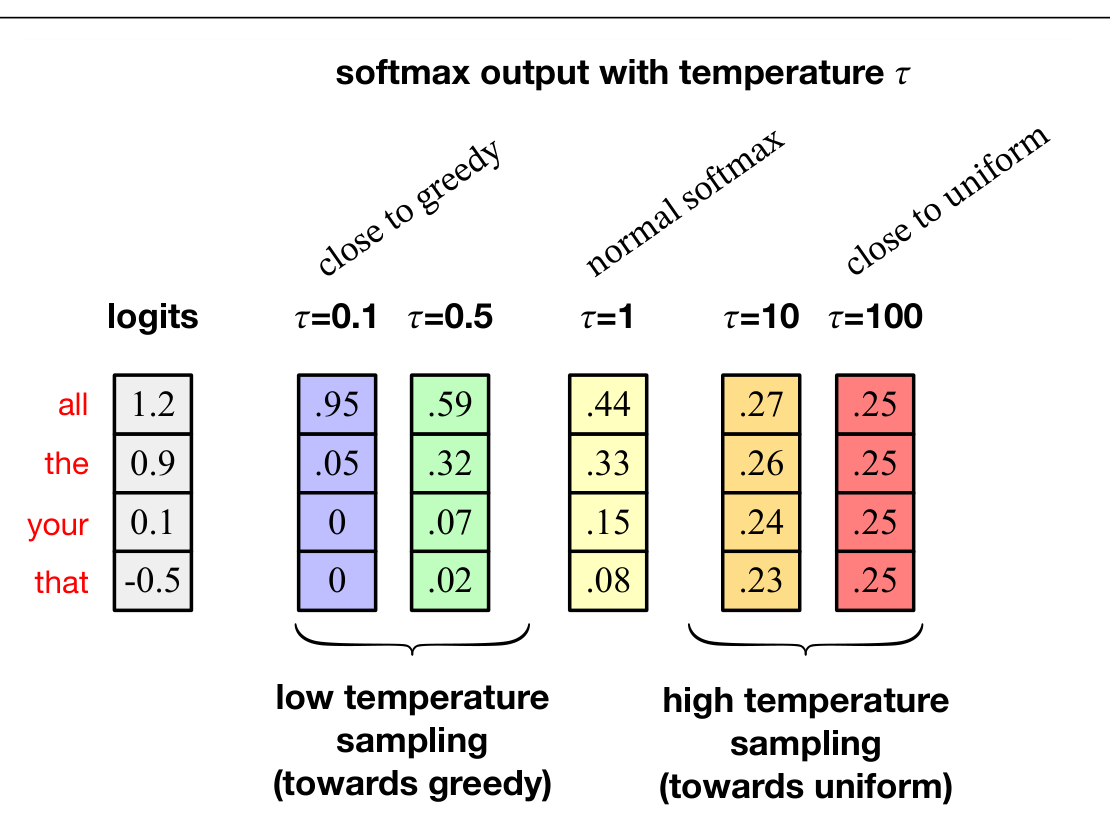 softmax output with temperature τ
close to greedy
normal softmax
close to uniform
logits τ=0.1 τ=0.5 τ=1 τ=10 τ=100
all 1.2 .95 .59 .44 .27 .25
the 0.9 .05 .32 .33 .26 .25
your 0.1 0 .07 .15 .24 .25
that -0.5 0 .02 .08 .23 .25
low temperature
sampling
(towards greedy)
high temperature
sampling
(towards uniform)